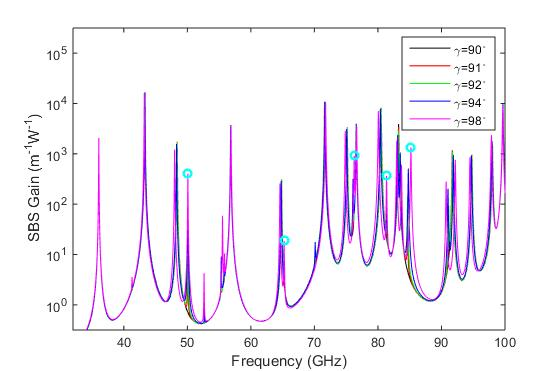 10^5
10^4
10^3
10^2
10^1
10^0
SBS Gain (m^-1W^-1)
γ=90°
γ=91°
γ=92°
γ=94°
γ=98°
40 50 60 70 80 90 100
Frequency (GHz)